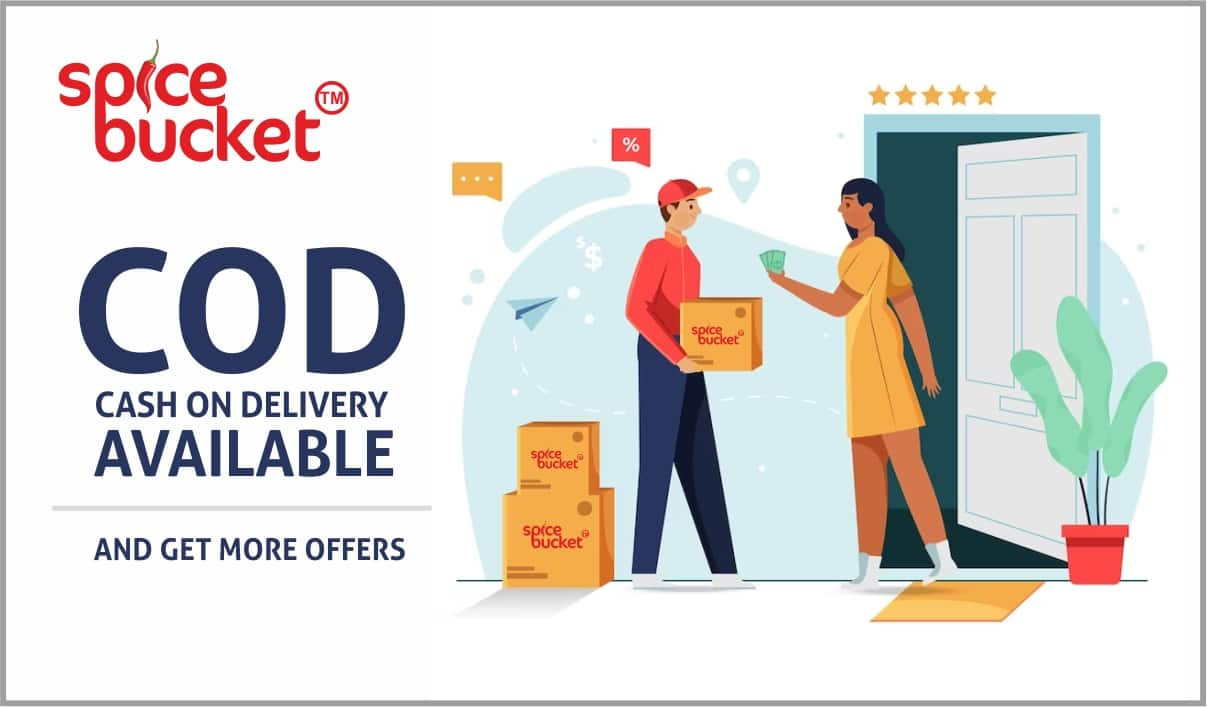 spice
bucket TM
COD
CASH ON DELIVERY
AVAILABLE
AND GET MORE OFFERS
%
$
$
spice
bucket
spice
bucket
spice
bucket